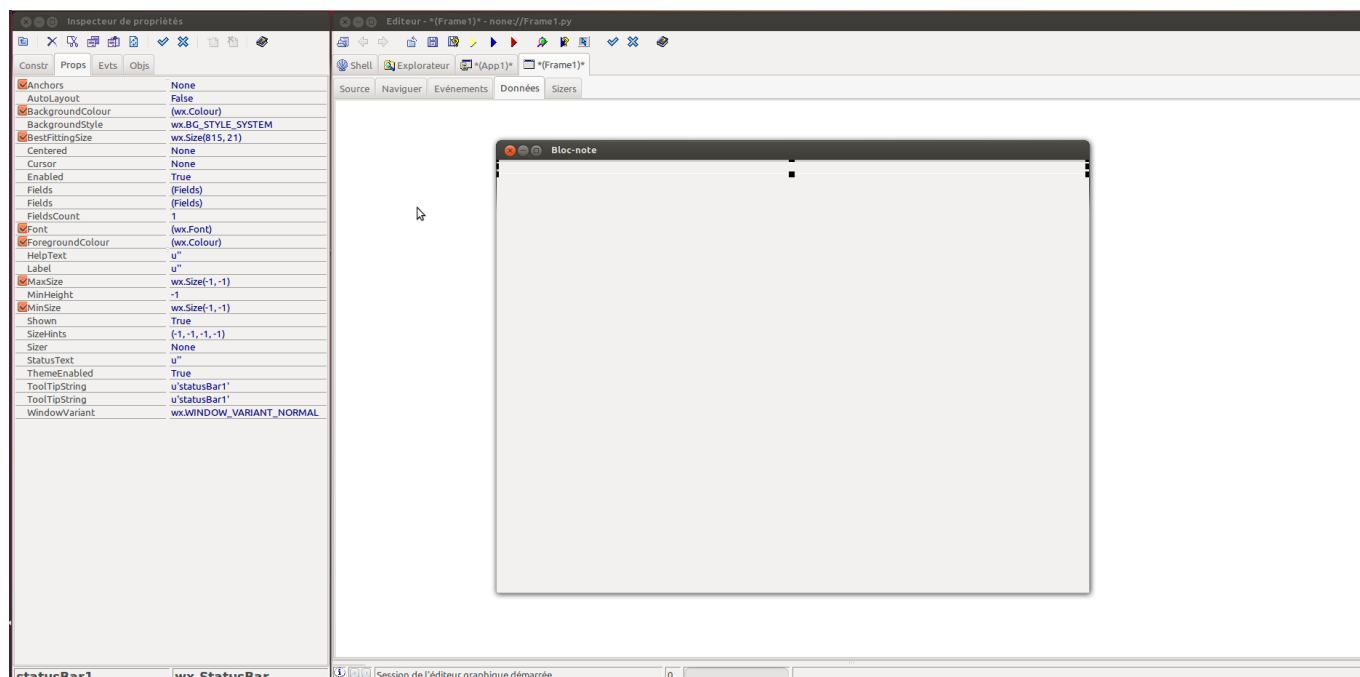 Inspecteur de propriétés
Constr Props Evts Objs
Anchors None
AutoLayout False
BackgroundColour (wx.Colour)
BackgroundStyle wx.BG_STYLE_SYSTEM
BestFittingSize wx.Size(815, 21)
Centered None
Cursor None
Enabled True
Fields (Fields)
Fields (Fields)
FieldsCount 1
Font (wx.Font)
ForegroundColour (wx.Colour)
HelpText u''
Label u''
MaxSize wx.Size(-1, -1)
MinHeight -1
MinSize wx.Size(-1, -1)
Shown True
SizeHints (-1, -1, -1, -1)
Sizer None
StatusText u''
ThemeEnabled True
ToolTipString u'statusBar1'
ToolTipString u'statusBar1'
WindowVariant wx.WINDOW_VARIANT_NORMAL
statusBar1 wx.StatusBar
Editeur - *(Frame1)* - none://Frame1.py
Shell Explorateur *(App1)* *(Frame1)*
Source Naviguer Evénements Données Sizers
Bloc-note
Session de l'éditeur graphique démarrée 0